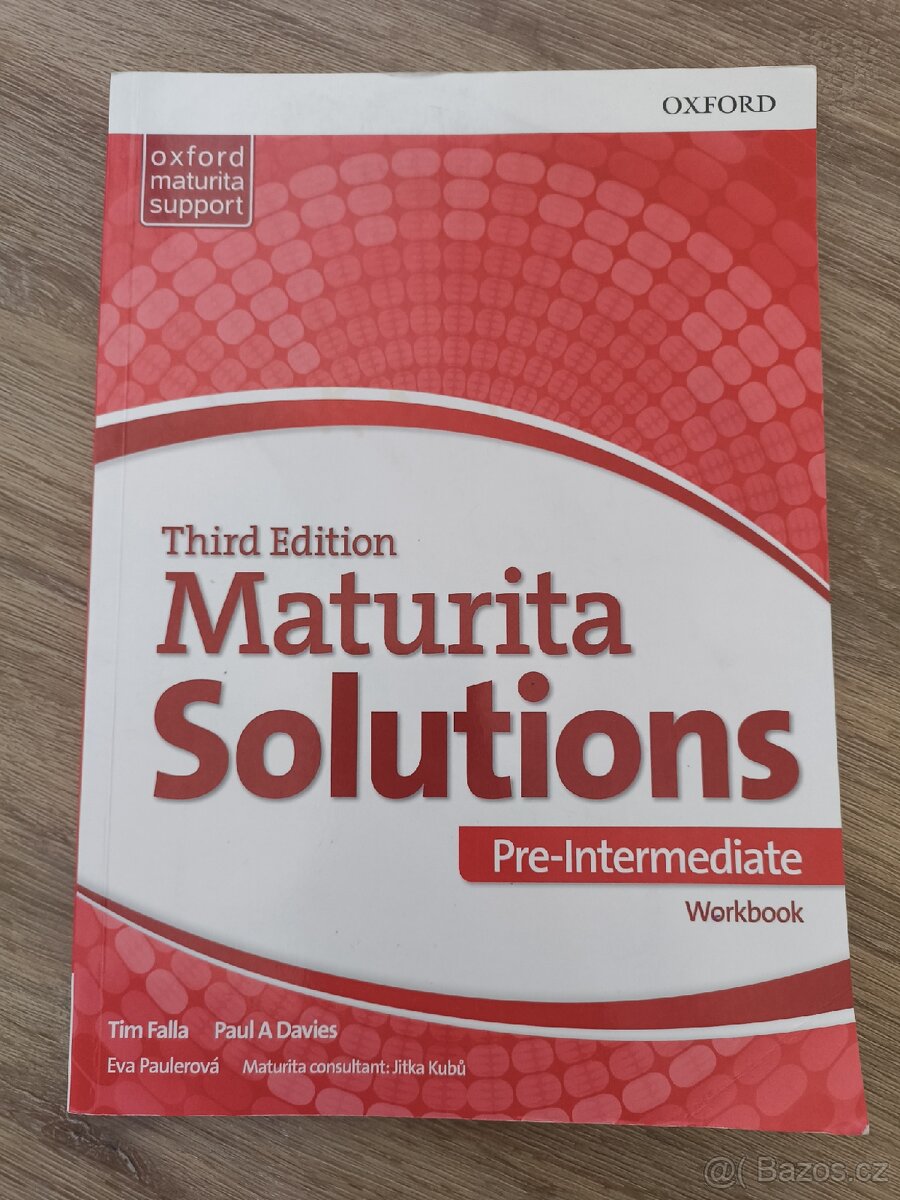 OXFORD
oxford
maturita
support
Third Edition
Maturita
Solutions
Pre-Intermediate
Workbook
Tim Falla Paul A Davies
Eva Paulerová Maturita consultant: Jitka Kubů
@( Bazos.cz